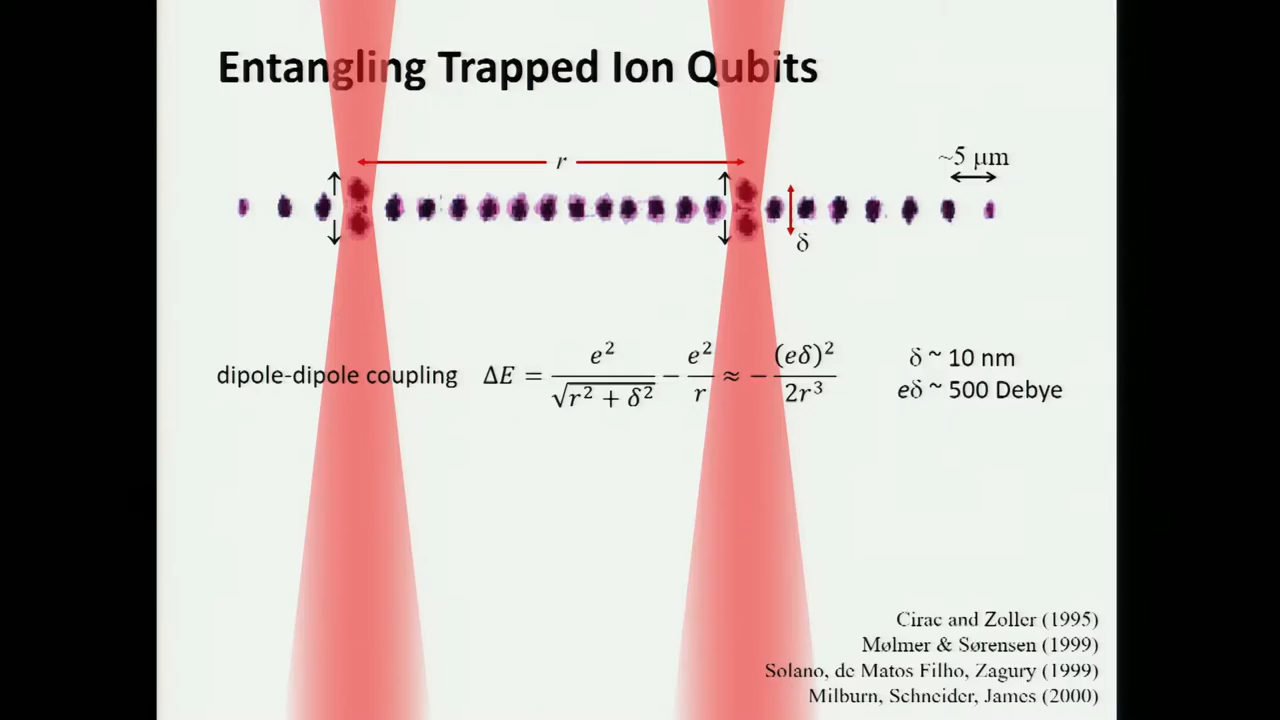 Entangling Trapped Ion Qubits
r
~5 μm
δ
dipole-dipole coupling ΔE = e²/√(r² + δ²) − e²/r ≈ − (eδ)²/2r³
δ ~ 10 nm
eδ ~ 500 Debye
Cirac and Zoller (1995)
Mølmer & Sørensen (1999)
Solano, de Matos Filho, Zagury (1999)
Milburn, Schneider, James (2000)